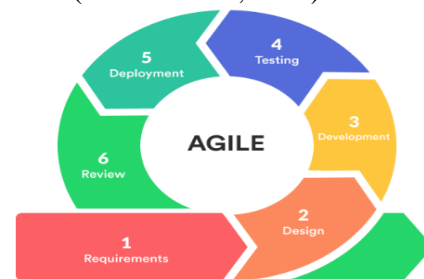 AGILE
1
Requirements
2
Design
3
Development
4
Testing
5
Deployment
6
Review